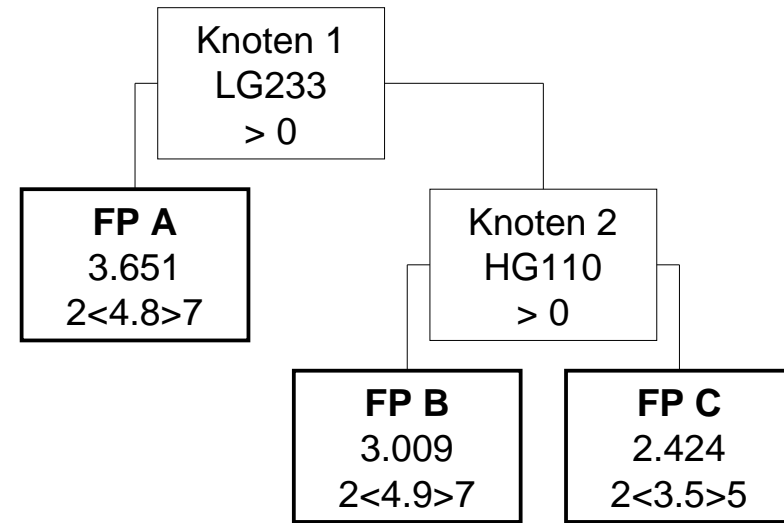 Knoten 1
LG233
> 0
FP A
3.651
2<4.8>7
Knoten 2
HG110
> 0
FP B
3.009
2<4.9>7
FP C
2.424
2<3.5>5